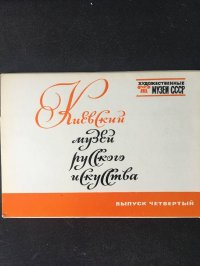 ХУДОЖЕСТВЕННЫЕ
МУЗЕИ СССР
Киевский
музей
русского
искусства
ВЫПУСК ЧЕТВЕРТЫЙ